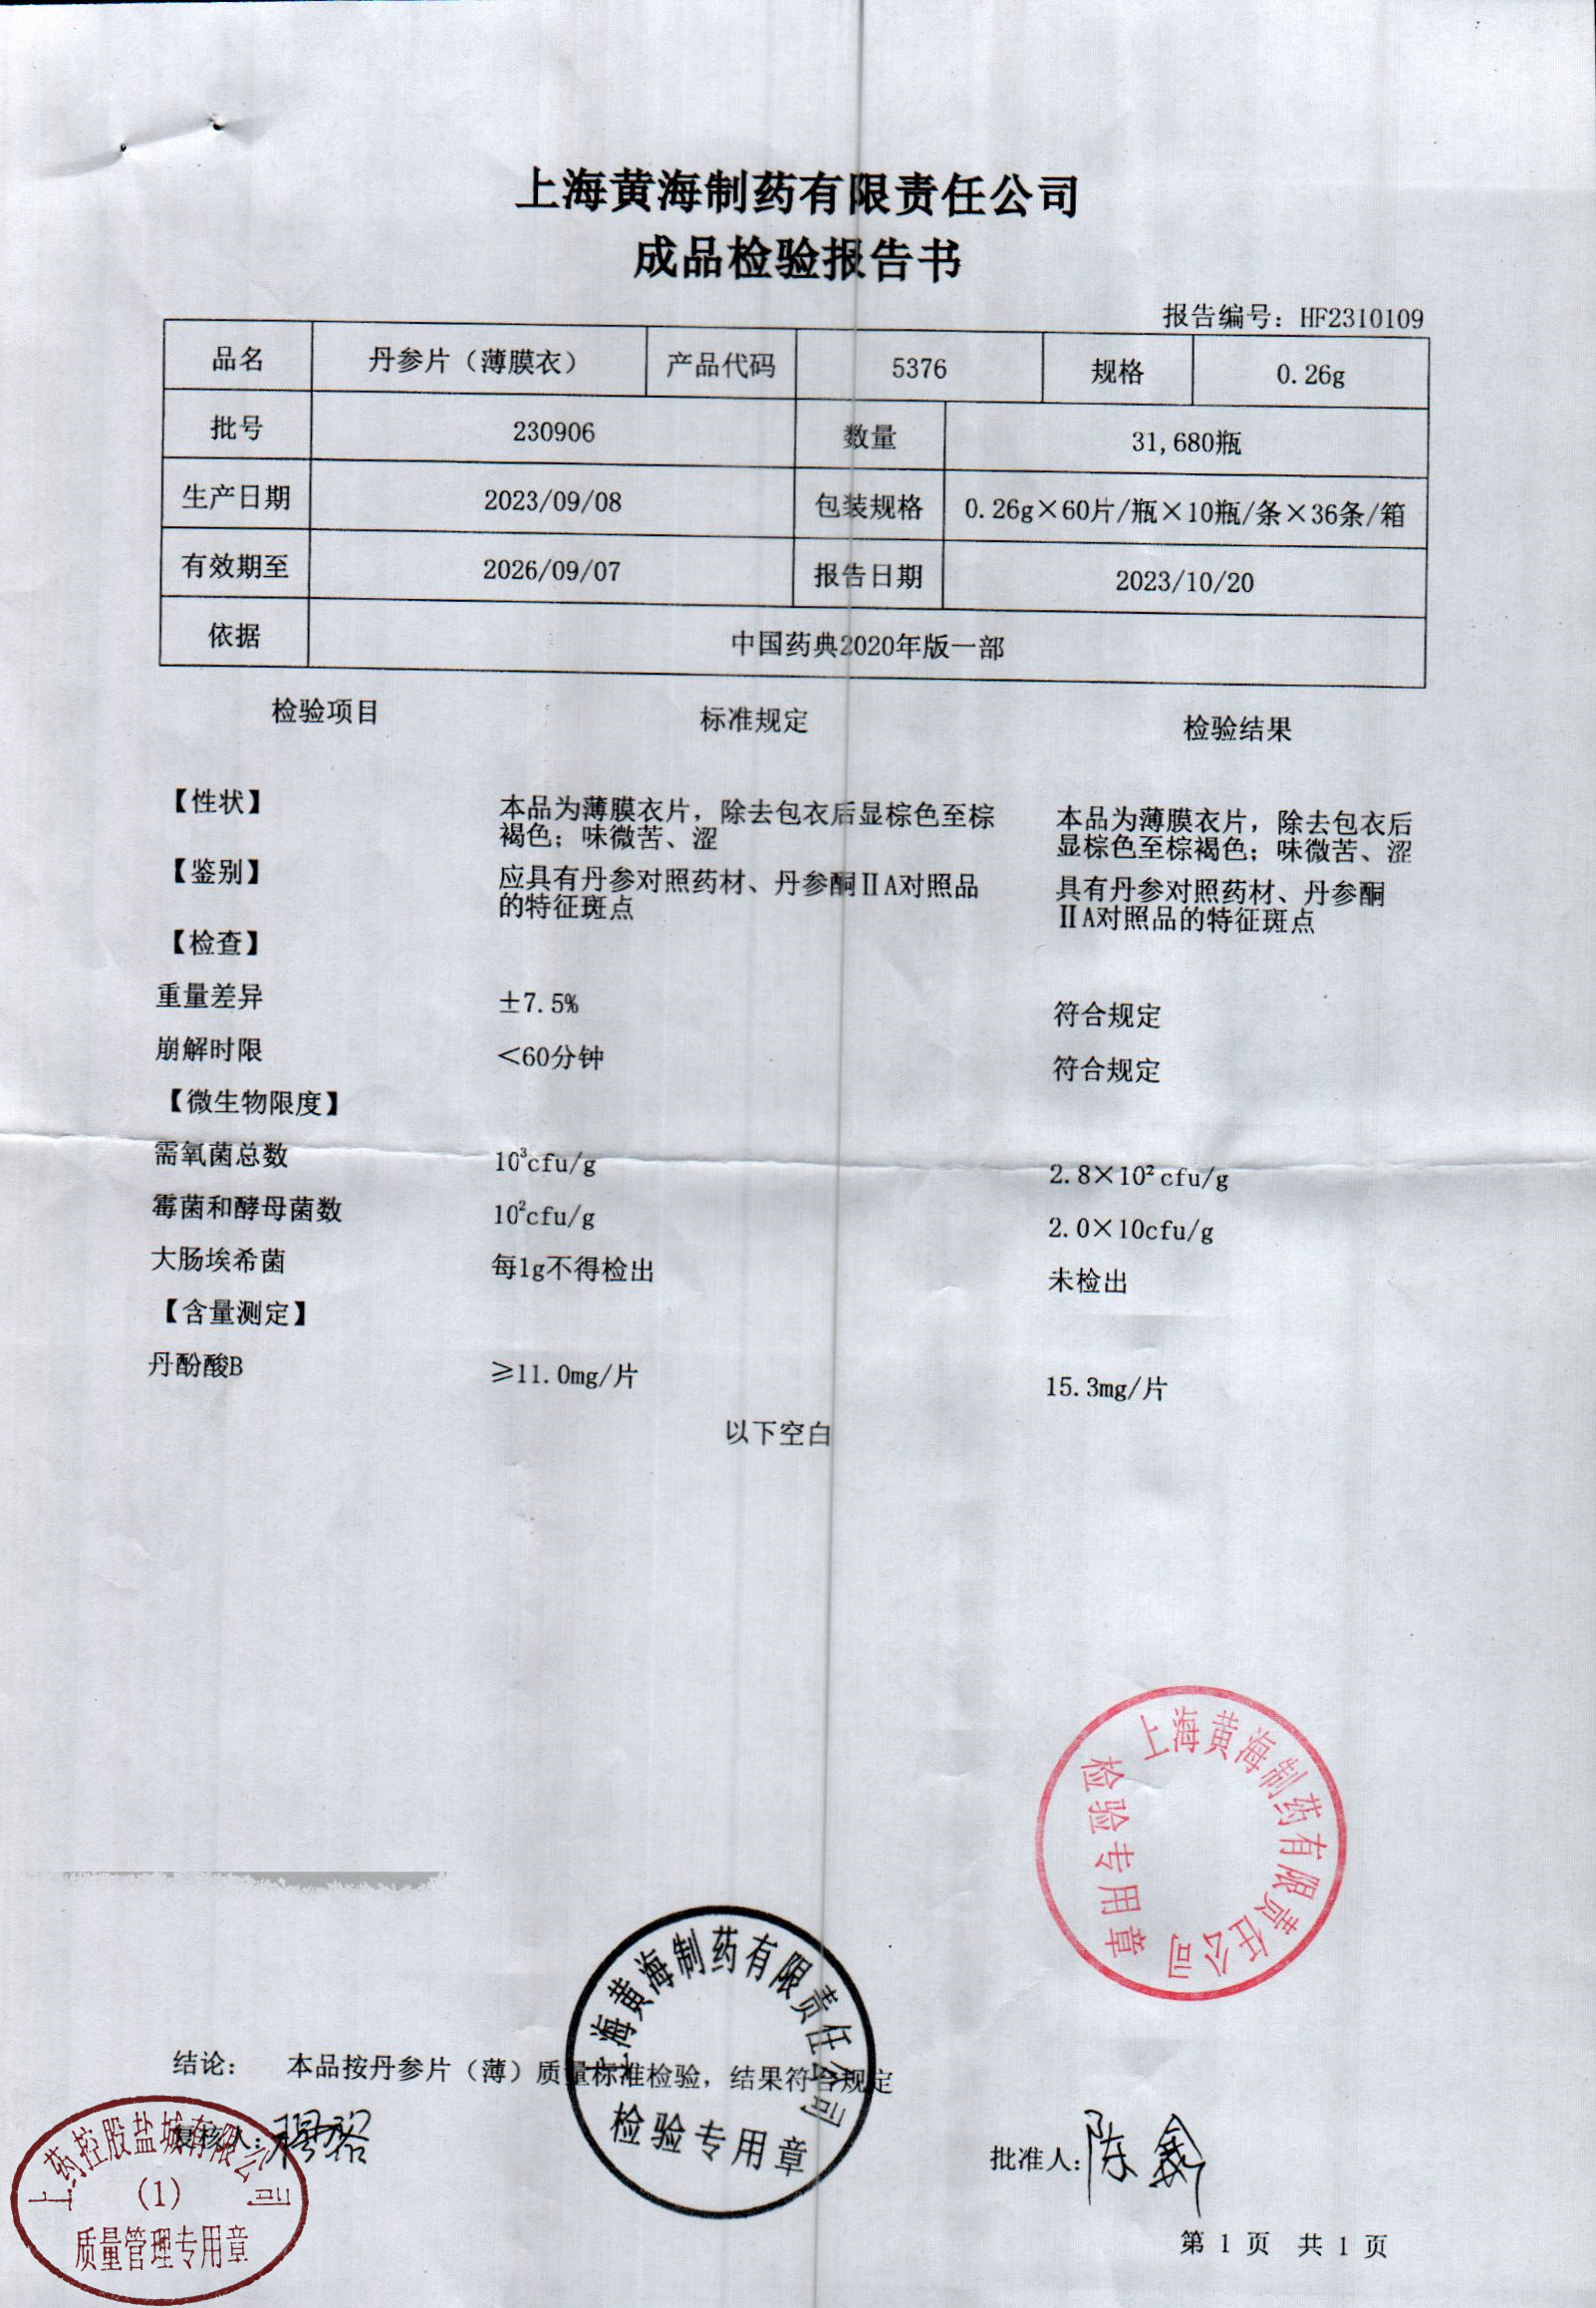 上海黄海制药有限责任公司
成品检验报告书
报告编号：HF2310109
品名 丹参片（薄膜衣） 产品代码 5376 规格 0.26g
批号 230906 数量 31,680瓶
生产日期 2023/09/08 包装规格 0.26g×60片/瓶×10瓶/条×36条/箱
有效期至 2026/09/07 报告日期 2023/10/20
依据 中国药典2020年版一部
检验项目 标准规定 检验结果
【性状】 本品为薄膜衣片，除去包衣后显棕色至棕 本品为薄膜衣片，除去包衣后
褐色；味微苦、涩 显棕色至棕褐色；味微苦、涩
【鉴别】 应具有丹参对照药材、丹参酮ⅡA对照品 具有丹参对照药材、丹参酮
的特征斑点 ⅡA对照品的特征斑点
【检查】
重量差异 ±7.5% 符合规定
崩解时限 <60分钟 符合规定
【微生物限度】
需氧菌总数 10³cfu/g 2.8×10²cfu/g
霉菌和酵母菌数 10²cfu/g 2.0×10cfu/g
大肠埃希菌 每1g不得检出 未检出
【含量测定】
丹酚酸B ≥11.0mg/片 15.3mg/片
以下空白
上海黄海制药有限责任公司
检验专用章
上海黄海制药有限责任公司
检验专用章
结论： 本品按丹参片（薄）质量标准检验，结果符合规定
复核人：
批准人：陈鑫
上药控股盐城有限公司
(1)
质量管理专用章
第 1 页 共 1 页